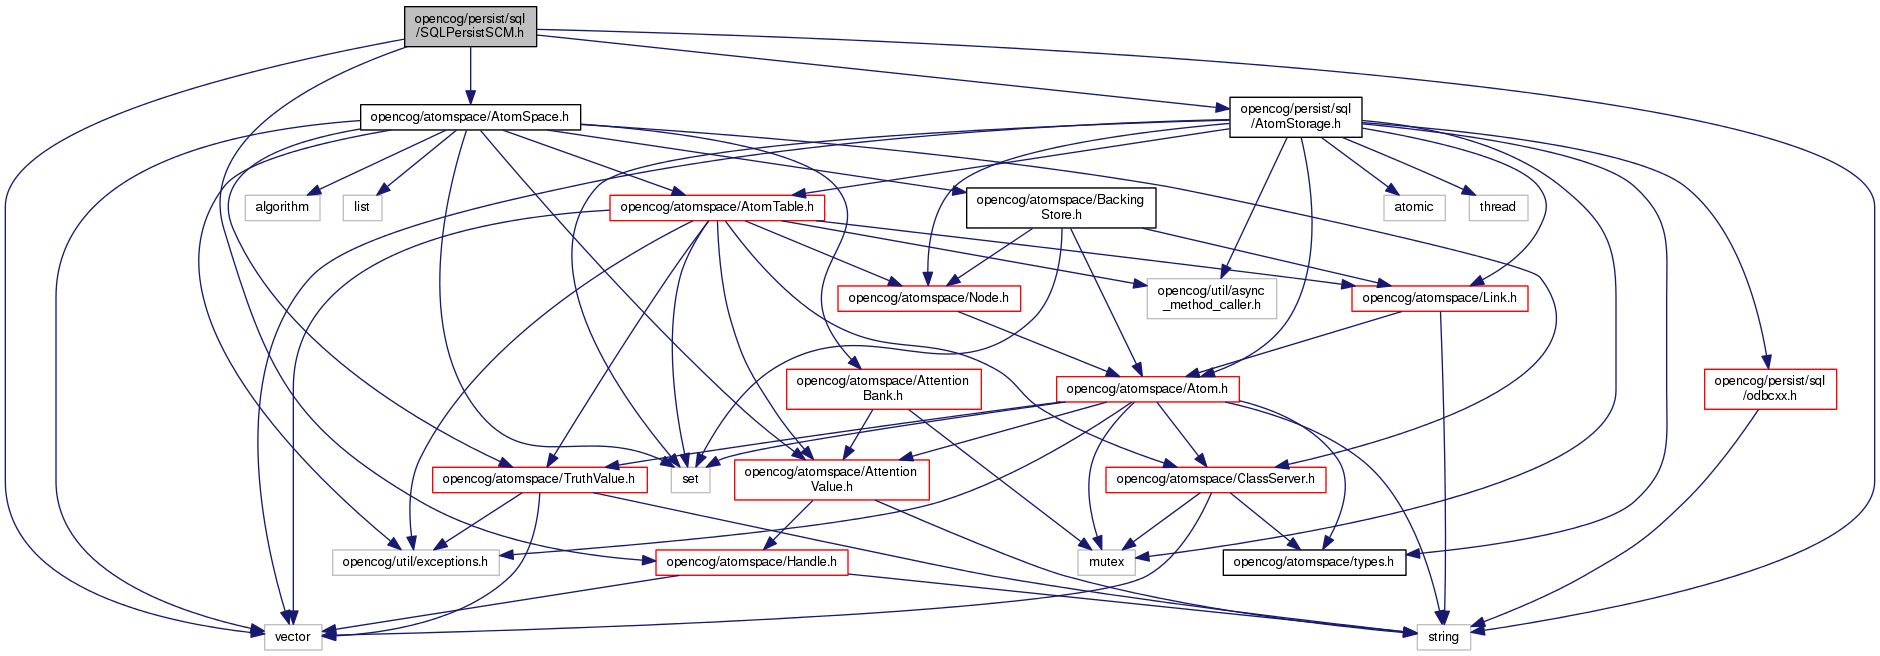 opencog/persist/sql
/SQLPersistSCM.h
opencog/atomspace/AtomSpace.h
opencog/persist/sql
/AtomStorage.h
algorithm
list
opencog/atomspace/AtomTable.h
opencog/atomspace/Backing
Store.h
atomic
thread
opencog/atomspace/Node.h
opencog/util/async
_method_caller.h
opencog/atomspace/Link.h
opencog/atomspace/Attention
Bank.h
opencog/atomspace/Atom.h
opencog/persist/sql
/odbcxx.h
opencog/atomspace/TruthValue.h
set
opencog/atomspace/Attention
Value.h
opencog/atomspace/ClassServer.h
opencog/util/exceptions.h
opencog/atomspace/Handle.h
mutex
opencog/atomspace/types.h
vector
string